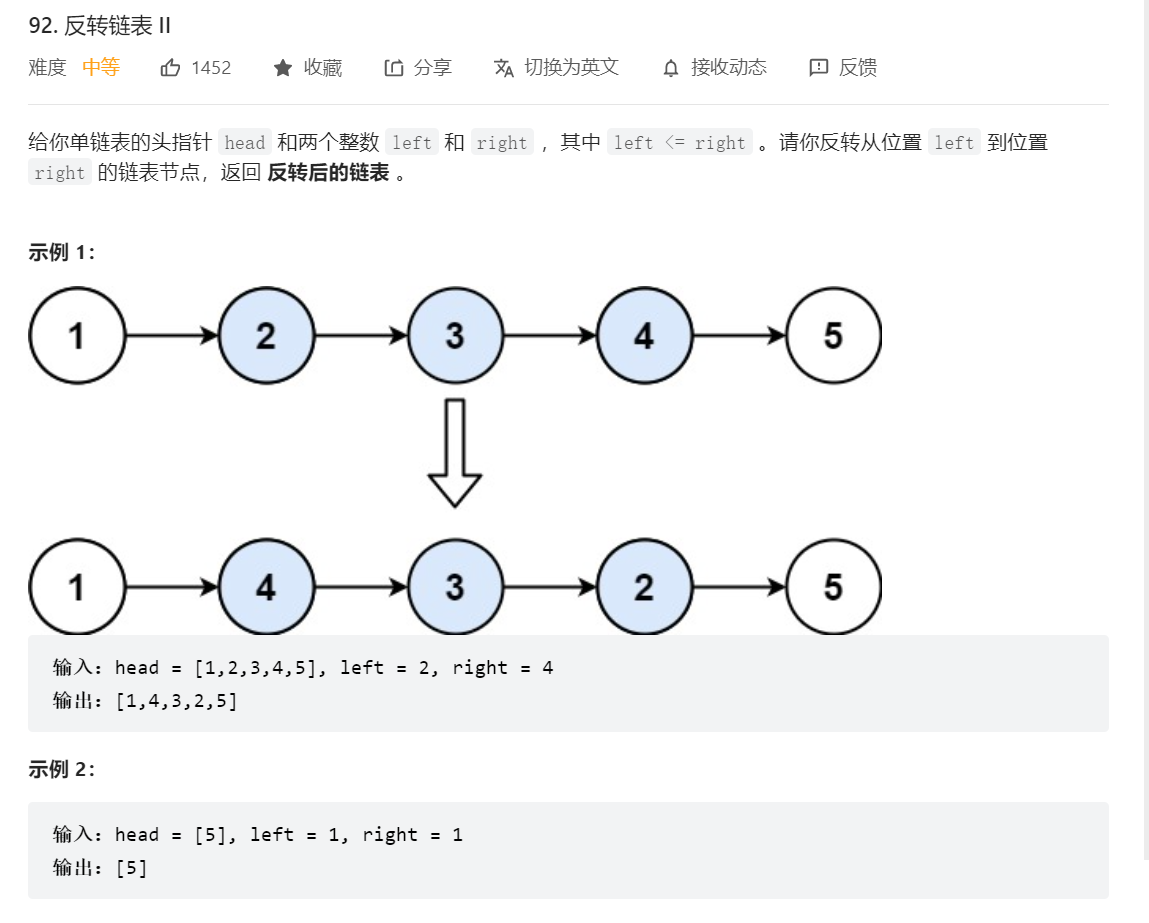 92. 反转链表 II
难度 中等 1452 收藏 分享 切换为英文 接收动态 反馈
给你单链表的头指针 head 和两个整数 left 和 right ，其中 left <= right 。请你反转从位置 left 到位置
right 的链表节点，返回 反转后的链表 。
示例 1：
1 2 3 4 5
1 4 3 2 5
输入：head = [1,2,3,4,5], left = 2, right = 4
输出：[1,4,3,2,5]
示例 2：
输入：head = [5], left = 1, right = 1
输出：[5]